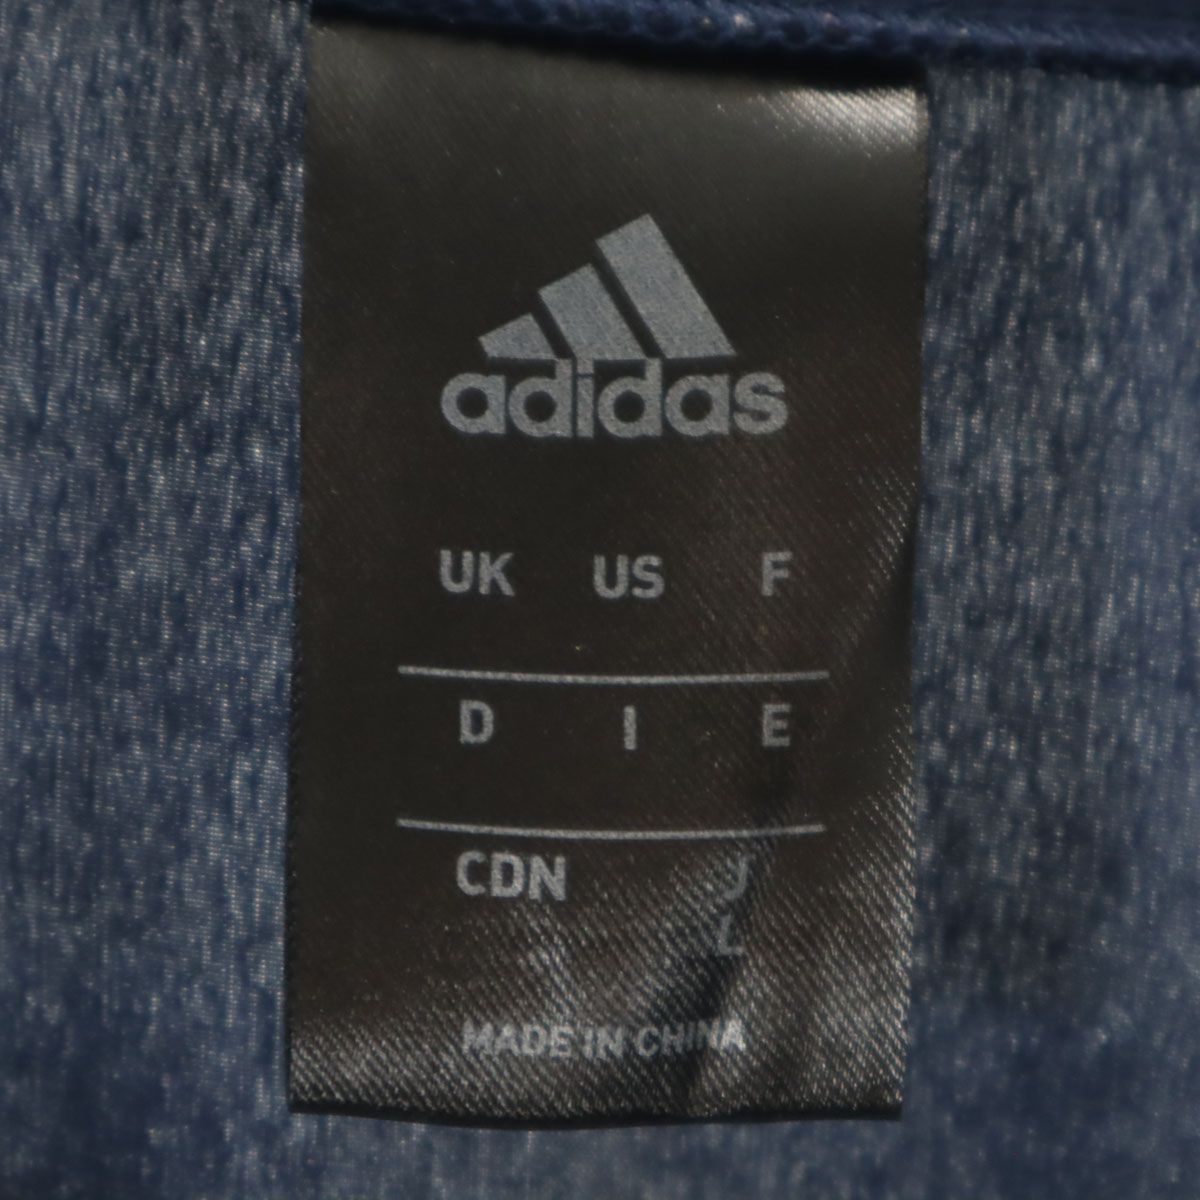 adidas
UK US F
D I E
CDN J
L
MADE IN CHINA